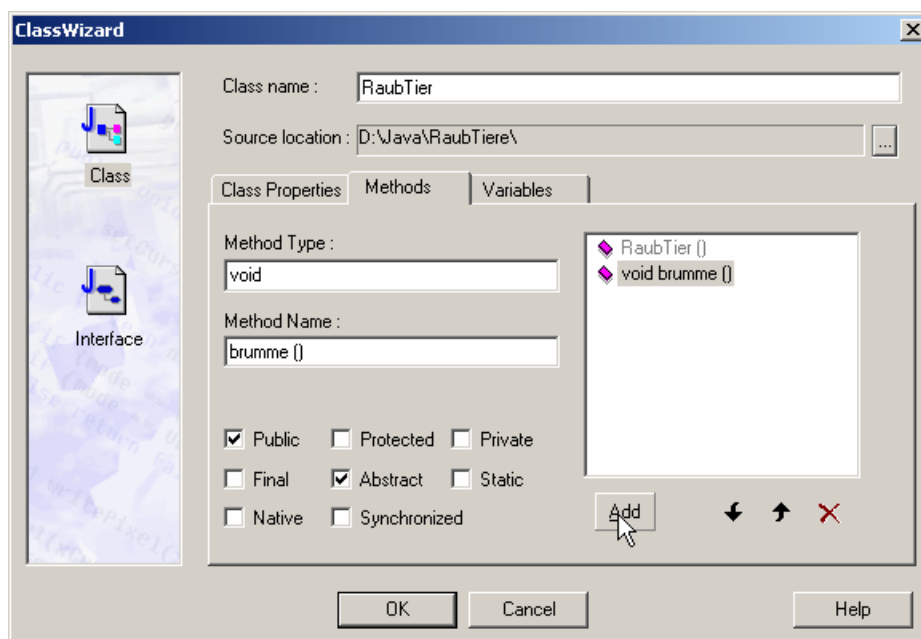 ClassWizard
Class name :
RaubTier
Source location :
D:\Java\RaubTiere\
...
Class
Interface
Class Properties
Methods
Variables
Method Type :
void
Method Name :
brumme ()
RaubTier ()
void brumme ()
Public
Protected
Private
Final
Abstract
Static
Native
Synchronized
Add
OK
Cancel
Help